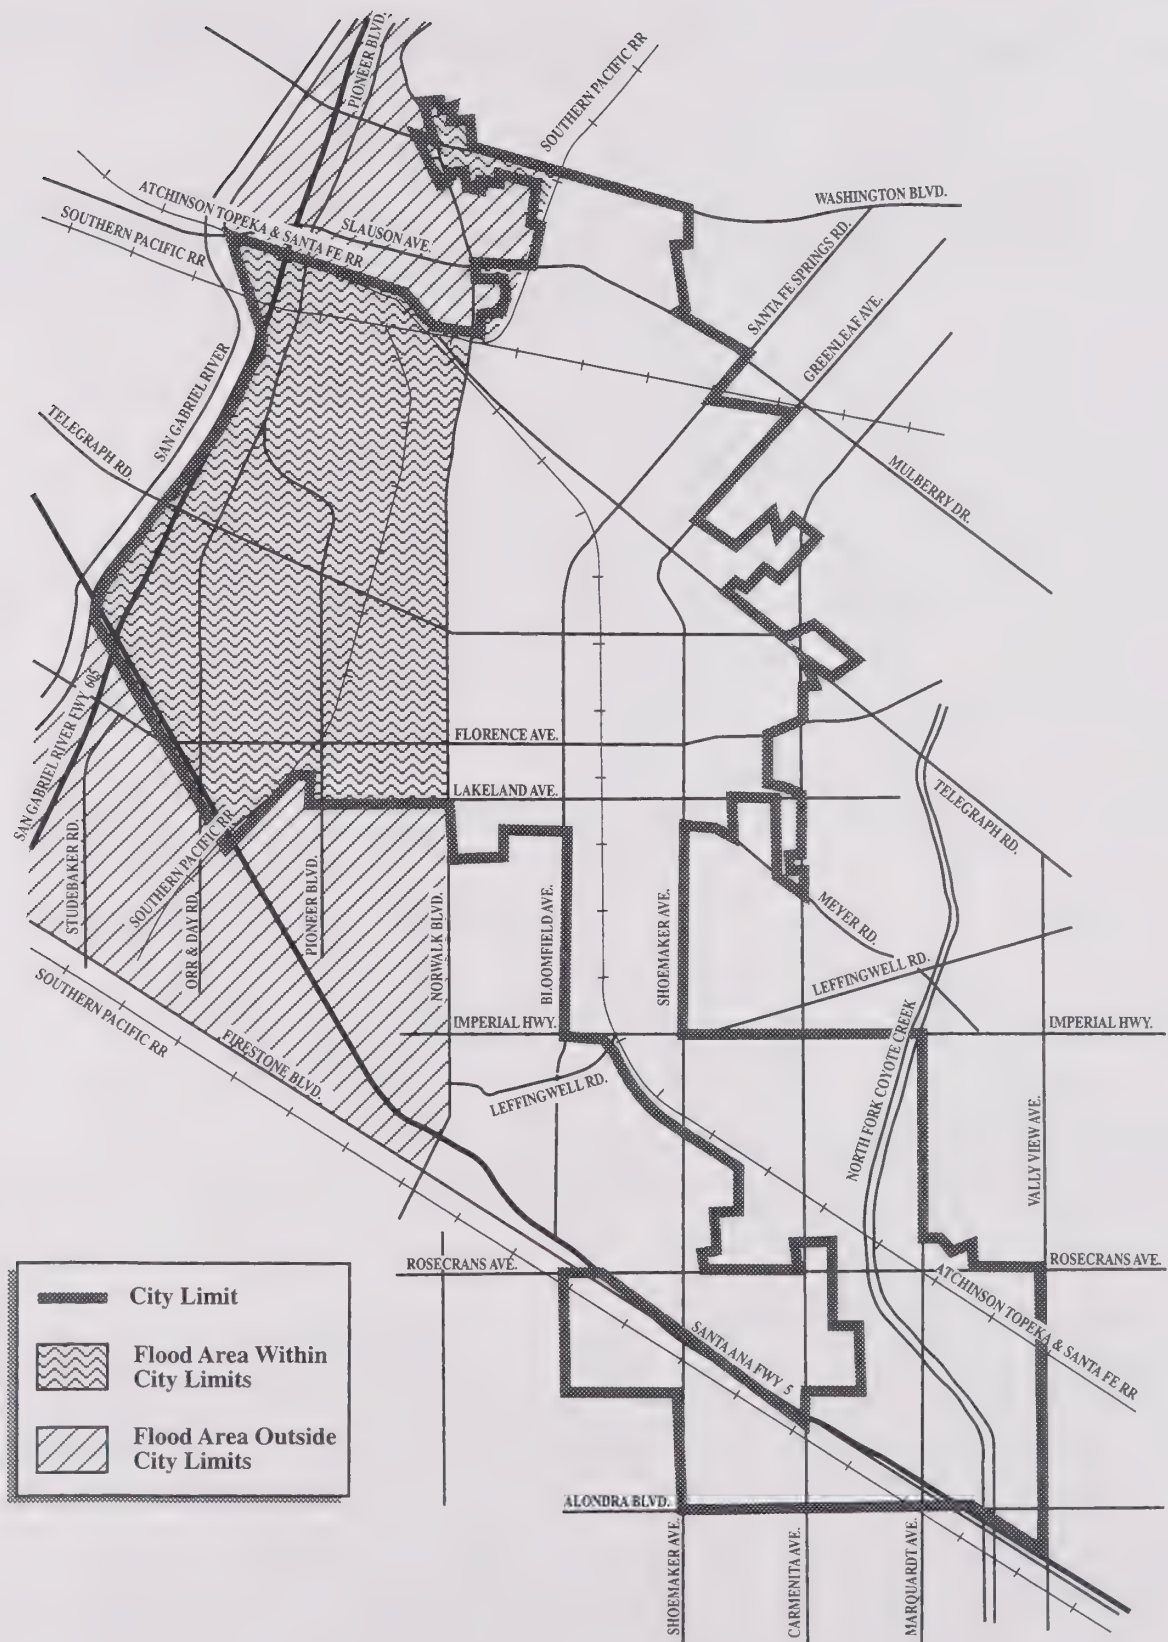 PIONEER BLVD.
SOUTHERN PACIFIC RR
WASHINGTON BLVD.
ATCHINSON TOPEKA & SANTA FE RR
SLAUSON AVE.
SOUTHERN PACIFIC RR
SANTA FE SPRINGS RD.
GREENLEAF AVE.
SAN GABRIEL RIVER
TELEGRAPH RD.
MULBERRY DR.
SAN GABRIEL RIVER FWY 605
FLORENCE AVE.
LAKELAND AVE.
TELEGRAPH RD.
STUDEBAKER RD.
SOUTHERN PACIFIC RR
ORR & DAY RD.
PIONEER BLVD.
NORWALK BLVD.
BLOOMFIELD AVE.
SHOEMAKER AVE.
MEYER RD.
LEFFINGWELL RD.
SOUTHERN PACIFIC RR
FIRESTONE BLVD.
IMPERIAL HWY.
IMPERIAL HWY.
LEFFINGWELL RD.
NORTH FORK COYOTE CREEK
VALLY VIEW AVE.
ROSECRANS AVE.
ROSECRANS AVE.
ATCHINSON TOPEKA & SANTA FE RR
SANTA ANA FWY 5
City Limit
Flood Area Within
City Limits
Flood Area Outside
City Limits
ALONDRA BLVD.
SHOEMAKER AVE.
CARMENITA AVE.
MARQUARDT AVE.